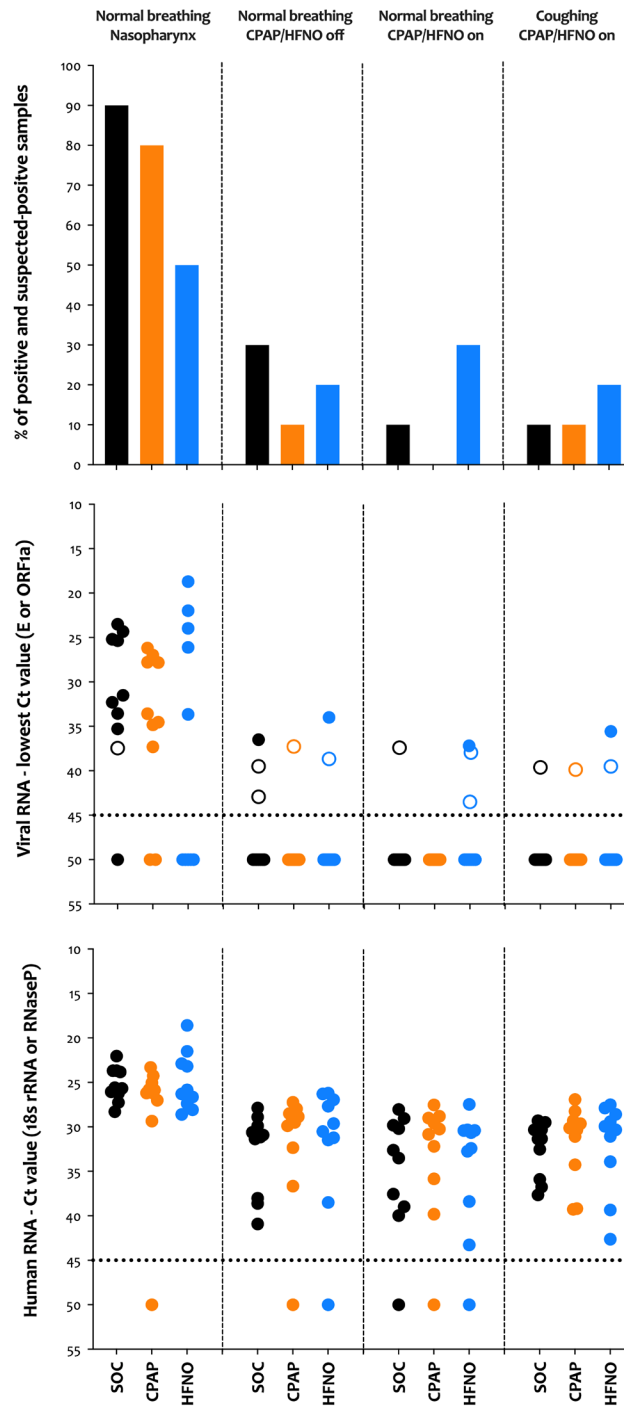 Normal breathing
Nasopharynx
Normal breathing
CPAP/HFNO off
Normal breathing
CPAP/HFNO on
Coughing
CPAP/HFNO on
% of positive and suspected-positve samples
100
90
80
70
60
50
40
30
20
10
0
Viral RNA - lowest Ct value (E or ORF1a)
10
15
20
25
30
35
40
45
50
55
Human RNA - Ct value (18s rRNA or RNaseP)
10
15
20
25
30
35
40
45
50
55
SOC
CPAP
HFNO
SOC
CPAP
HFNO
SOC
CPAP
HFNO
SOC
CPAP
HFNO